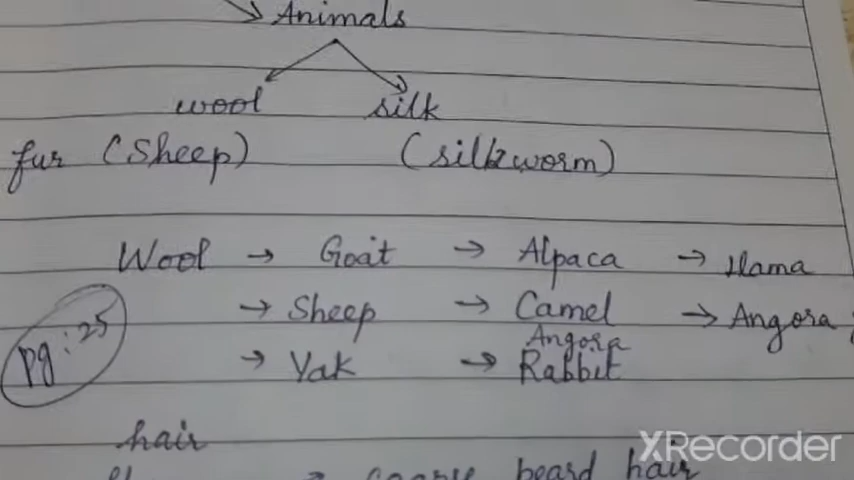 ↘ Animals
wool silk
fur (Sheep) (silkworm)
Wool → Goat → Alpaca → llama
→ Sheep → Camel → Angora
Angora
→ Yak → Rabbit
pg: 25
hair
→ coarse beard hair
XRecorder